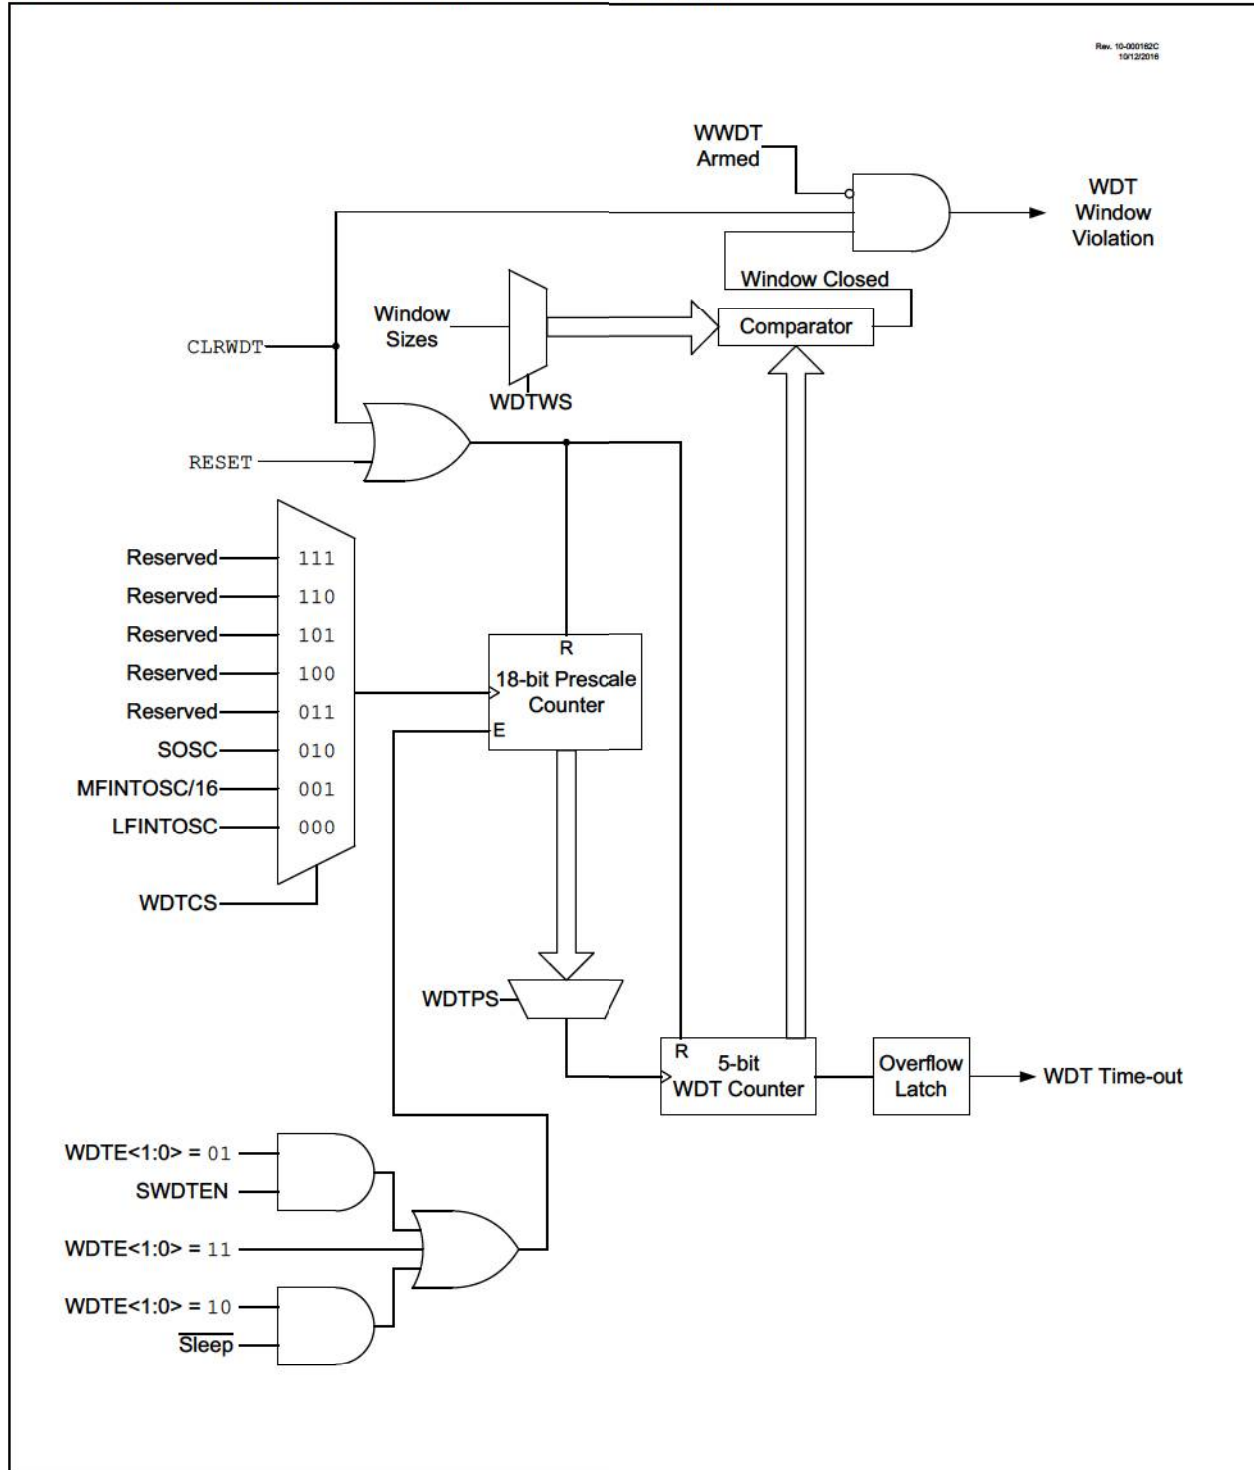 Rev. 10-000162C
10/12/2016
WWDT
Armed
WDT
Window
Violation
Window Closed
Window
Sizes
Comparator
CLRWDT
WDTWS
RESET
Reserved 111
Reserved 110
Reserved 101
Reserved 100
Reserved 011
SOSC 010
MFINTOSC/16 001
LFINTOSC 000
WDTCS
R
18-bit Prescale
Counter
E
WDTPS
R
5-bit
WDT Counter
Overflow
Latch
WDT Time-out
WDTE<1:0> = 01
SWDTEN
WDTE<1:0> = 11
WDTE<1:0> = 10
Sleep